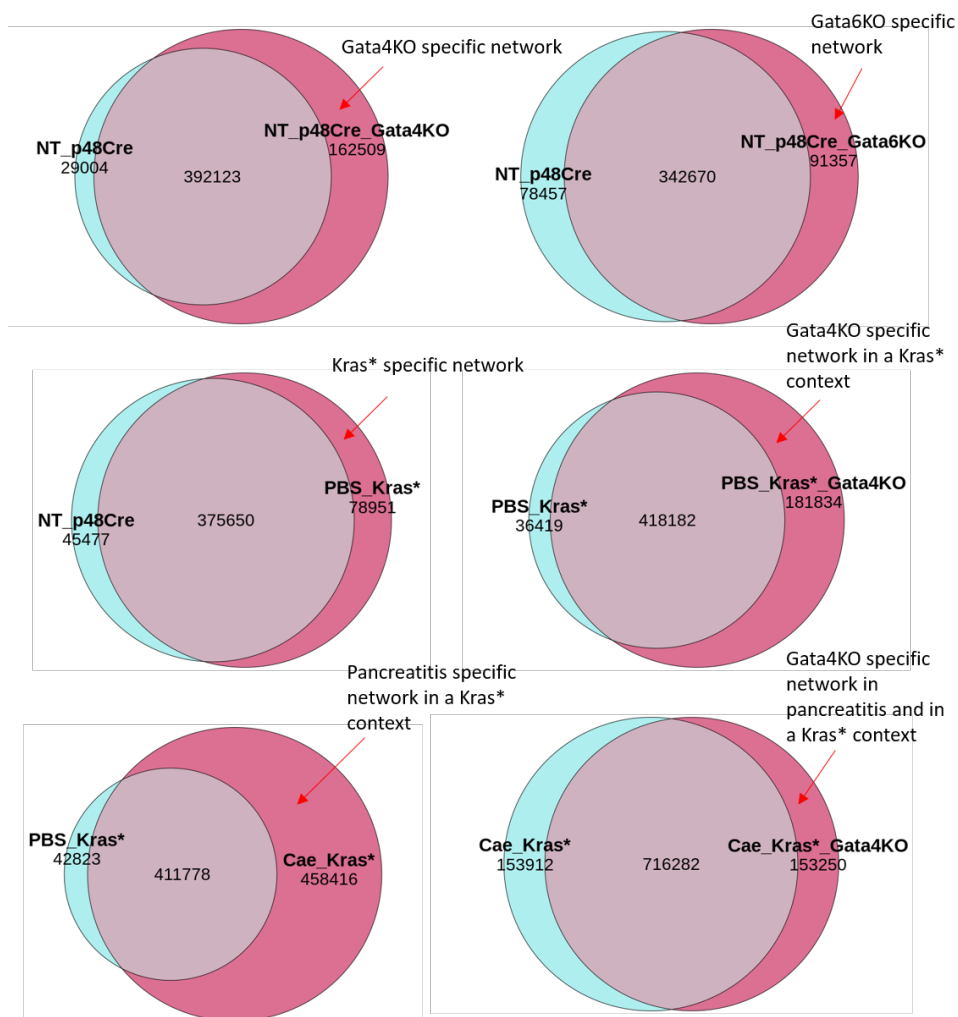 Gata4KO specific network
NT_p48Cre
29004
392123
NT_p48Cre_Gata4KO
162509
Gata6KO specific
network
NT_p48Cre
78457
342670
NT_p48Cre_Gata6KO
91357
Kras* specific network
NT_p48Cre
45477
375650
PBS_Kras*
78951
Gata4KO specific
network in a Kras*
context
PBS_Kras*
36419
418182
PBS_Kras*_Gata4KO
181834
Pancreatitis specific
network in a Kras*
context
PBS_Kras*
42823
411778
Cae_Kras*
458416
Gata4KO specific
network in
pancreatitis and in
a Kras* context
Cae_Kras*
153912
716282
Cae_Kras*_Gata4KO
153250